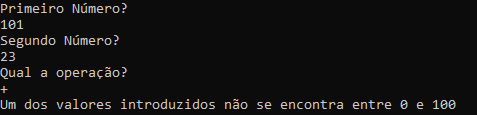 Primeiro Número?
101
Segundo Número?
23
Qual a operação?
+
Um dos valores introduzidos não se encontra entre 0 e 100